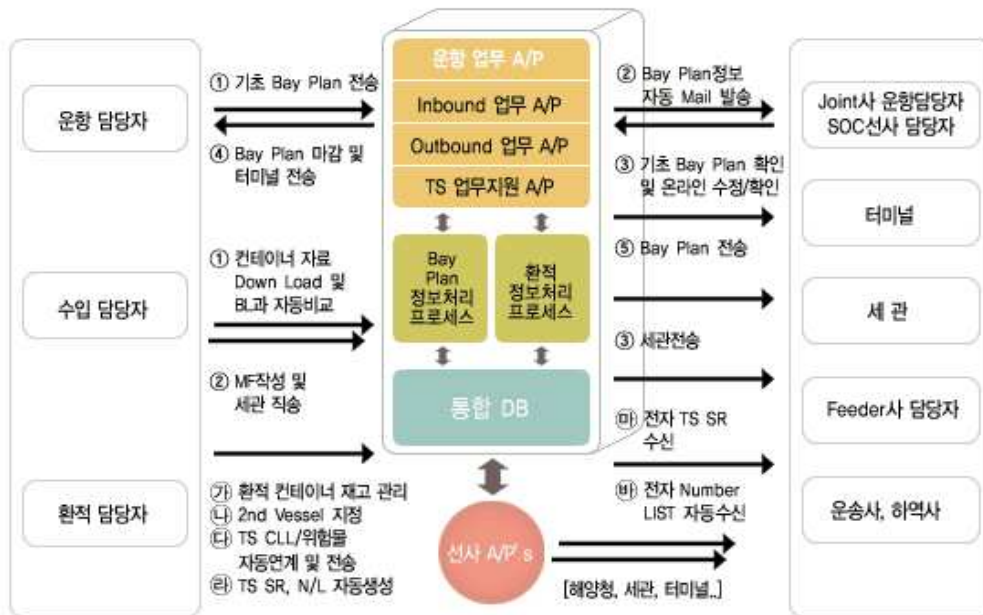 운항 담당자
수입 담당자
환적 담당자
① 기초 Bay Plan 전송
④ Bay Plan 마감 및
터미널 전송
① 컨테이너 자료
Down Load 및
BL과 자동비교
② MF작성 및
세관 직송
㉮ 환적 컨테이너 재고 관리
㉯ 2nd Vessel 지정
㉰ TS CLL/위험물
자동연계 및 전송
㉱ TS SR, N/L 자동생성
운항 업무 A/P
Inbound 업무 A/P
Outbound 업무 A/P
TS 업무지원 A/P
Bay
Plan
정보처리
프로세스
환적
정보처리
프로세스
통합 DB
선사 A/P'.s
② Bay Plan정보
자동 Mail 발송
③ 기초 Bay Plan 확인
및 온라인 수정/확인
⑤ Bay Plan 전송
③ 세관전송
㉲ 전자 TS SR
수신
㉳ 전자 Number
LIST 자동수신
[해양청, 세관, 터미널..]
Joint사 운항담당자
SOC선사 담당자
터미널
세 관
Feeder사 담당자
운송사, 하역사